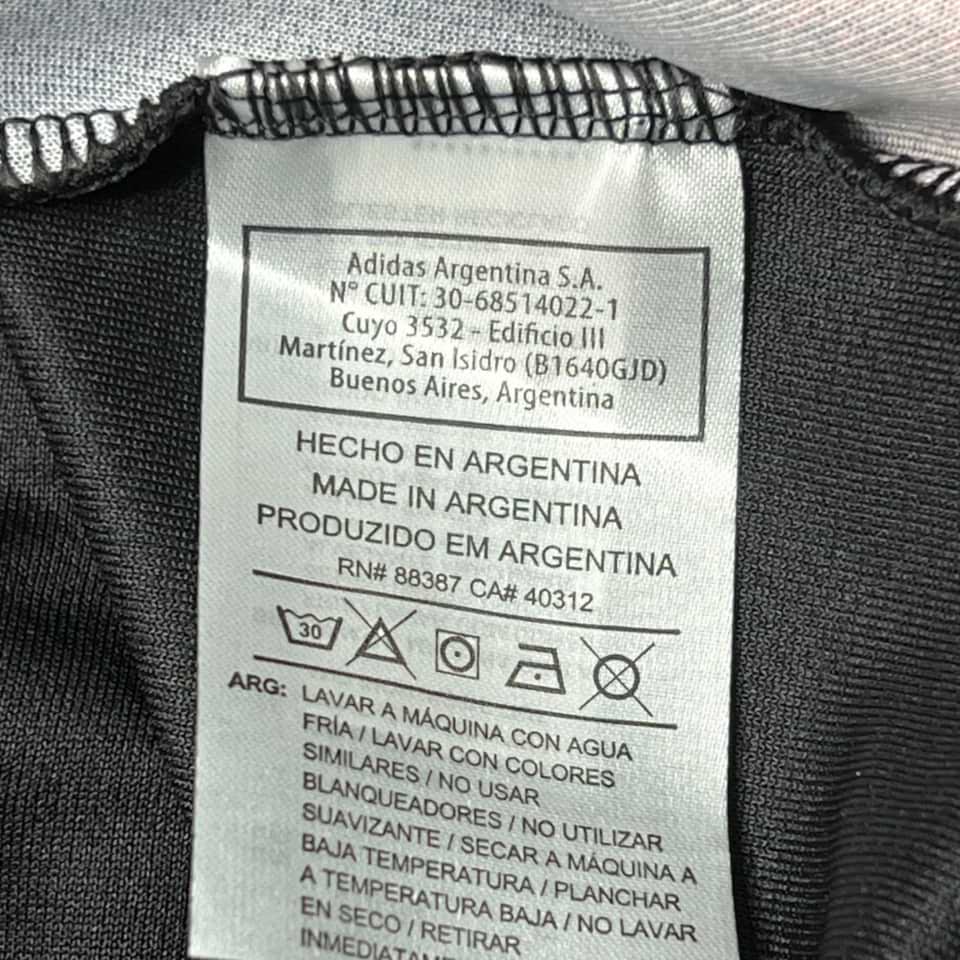 Adidas Argentina S.A.
N° CUIT: 30-68514022-1
Cuyo 3532 - Edificio III
Martínez, San Isidro (B1640GJD)
Buenos Aires, Argentina
HECHO EN ARGENTINA
MADE IN ARGENTINA
PRODUZIDO EM ARGENTINA
RN# 88387 CA# 40312
30
ARG: LAVAR A MÁQUINA CON AGUA
FRÍA / LAVAR CON COLORES
SIMILARES / NO USAR
BLANQUEADORES / NO UTILIZAR
SUAVIZANTE / SECAR A MÁQUINA A
BAJA TEMPERATURA / PLANCHAR
A TEMPERATURA BAJA / NO LAVAR
EN SECO / RETIRAR